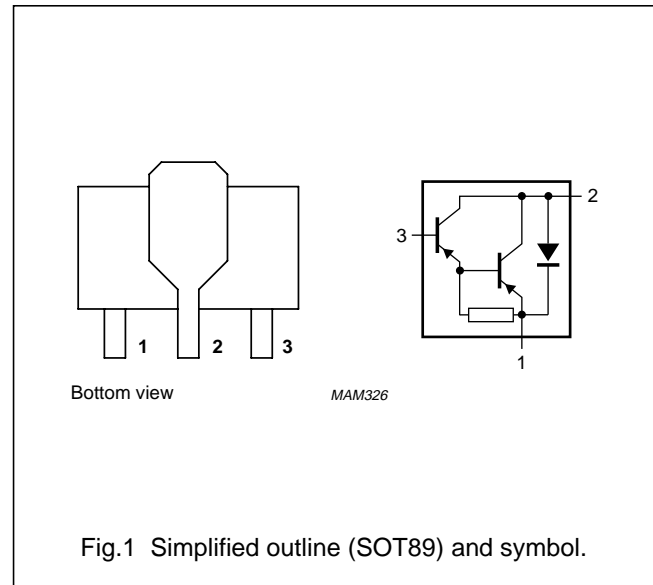 2
3
1
1 2 3
Bottom view MAM326
Fig.1 Simplified outline (SOT89) and symbol.